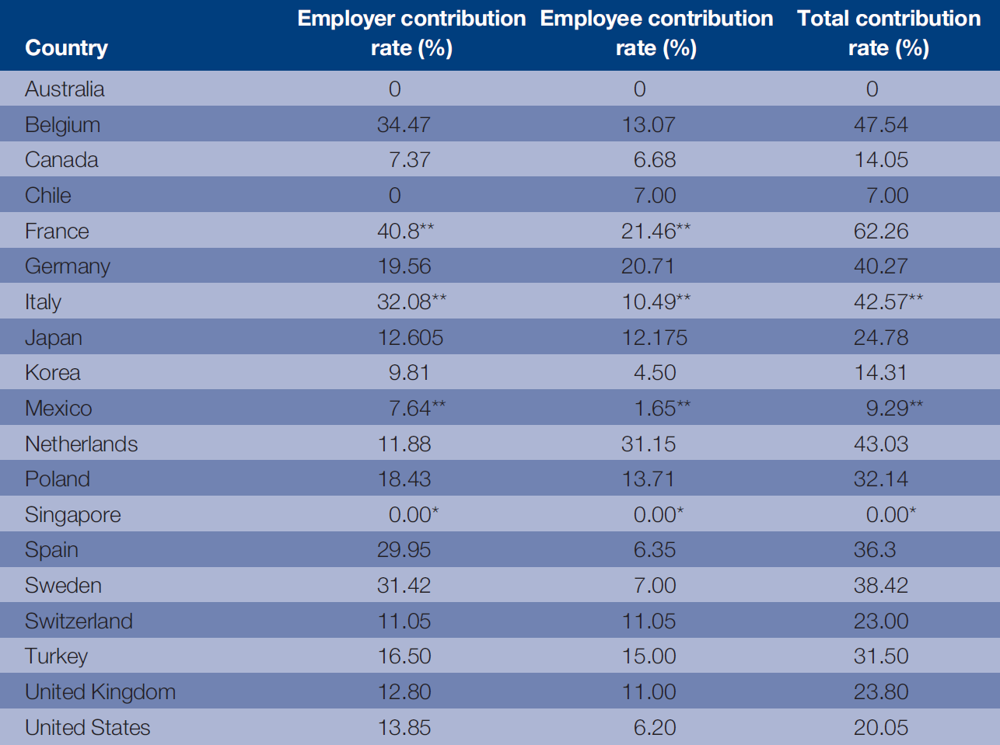 Country Employer contribution rate (%) Employee contribution rate (%) Total contribution rate (%)
Australia 0 0 0
Belgium 34.47 13.07 47.54
Canada 7.37 6.68 14.05
Chile 0 7.00 7.00
France 40.8** 21.46** 62.26
Germany 19.56 20.71 40.27
Italy 32.08** 10.49** 42.57**
Japan 12.605 12.175 24.78
Korea 9.81 4.50 14.31
Mexico 7.64** 1.65** 9.29**
Netherlands 11.88 31.15 43.03
Poland 18.43 13.71 32.14
Singapore 0.00* 0.00* 0.00*
Spain 29.95 6.35 36.3
Sweden 31.42 7.00 38.42
Switzerland 11.05 11.05 23.00
Turkey 16.50 15.00 31.50
United Kingdom 12.80 11.00 23.80
United States 13.85 6.20 20.05